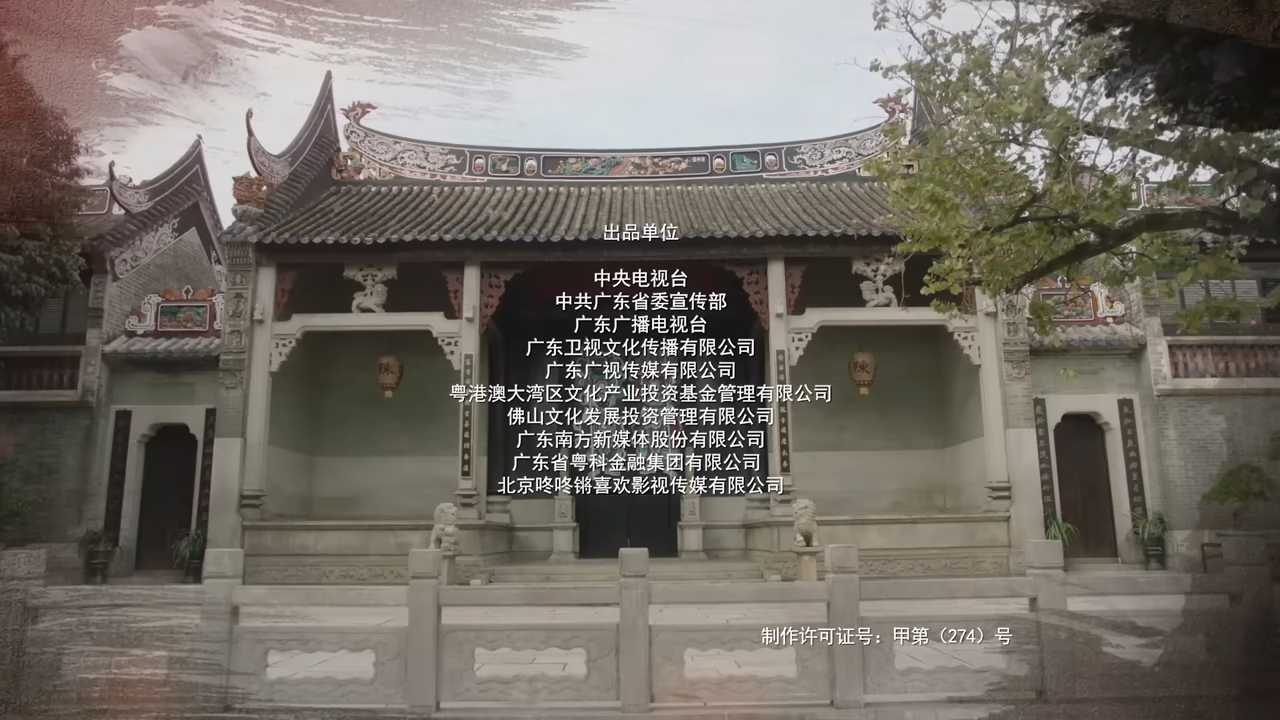 出品单位
中央电视台
中共广东省委宣传部
广东广播电视台
广东卫视文化传播有限公司
广东广视传媒有限公司
粤港澳大湾区文化产业投资基金管理有限公司
佛山文化发展投资管理有限公司
广东南方新媒体股份有限公司
广东省粤科金融集团有限公司
北京咚咚锵喜欢影视传媒有限公司
陳
陳
制作许可证号：甲第（274）号